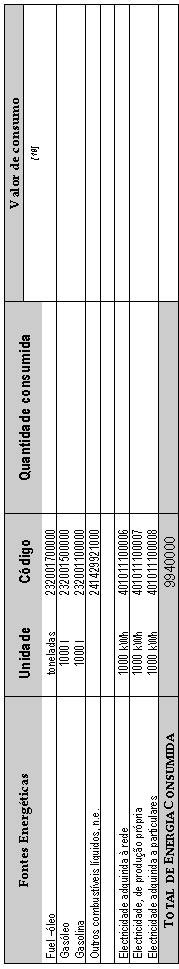 Fontes Energéticas Unidade Código Quantidade consumida Valor de consumo
[19]
Fuel –óleo toneladas 232001700000
Gasóleo 1000 l 232001500000
Gasolina 1000 l 232001100000
Outros combustíveis líquidos, n.e. 241429921000
Electricidade adquirida à rede 1000 kWh 401011100006
Electricidade, de produção própria 1000 kWh 401011100007
Electricidade adquirida a particulares 1000 kWh 401011100008
TOTAL DE ENERGIA CONSUMIDA 9940000